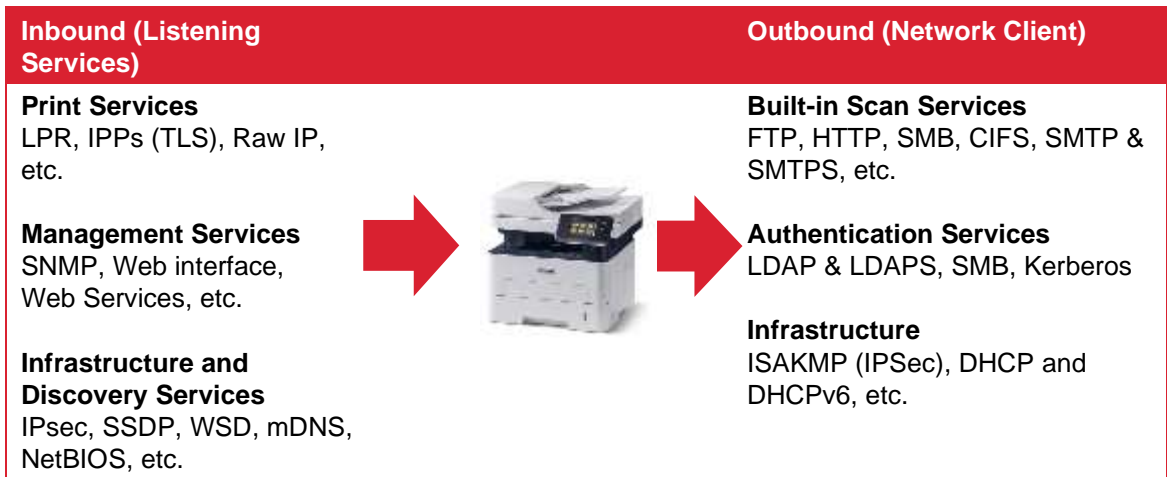 Inbound (Listening
Services)
Outbound (Network Client)
Print Services
LPR, IPPs (TLS), Raw IP,
etc.
Management Services
SNMP, Web interface,
Web Services, etc.
Infrastructure and
Discovery Services
IPsec, SSDP, WSD, mDNS,
NetBIOS, etc.
Built-in Scan Services
FTP, HTTP, SMB, CIFS, SMTP &
SMTPS, etc.
Authentication Services
LDAP & LDAPS, SMB, Kerberos
Infrastructure
ISAKMP (IPSec), DHCP and
DHCPv6, etc.